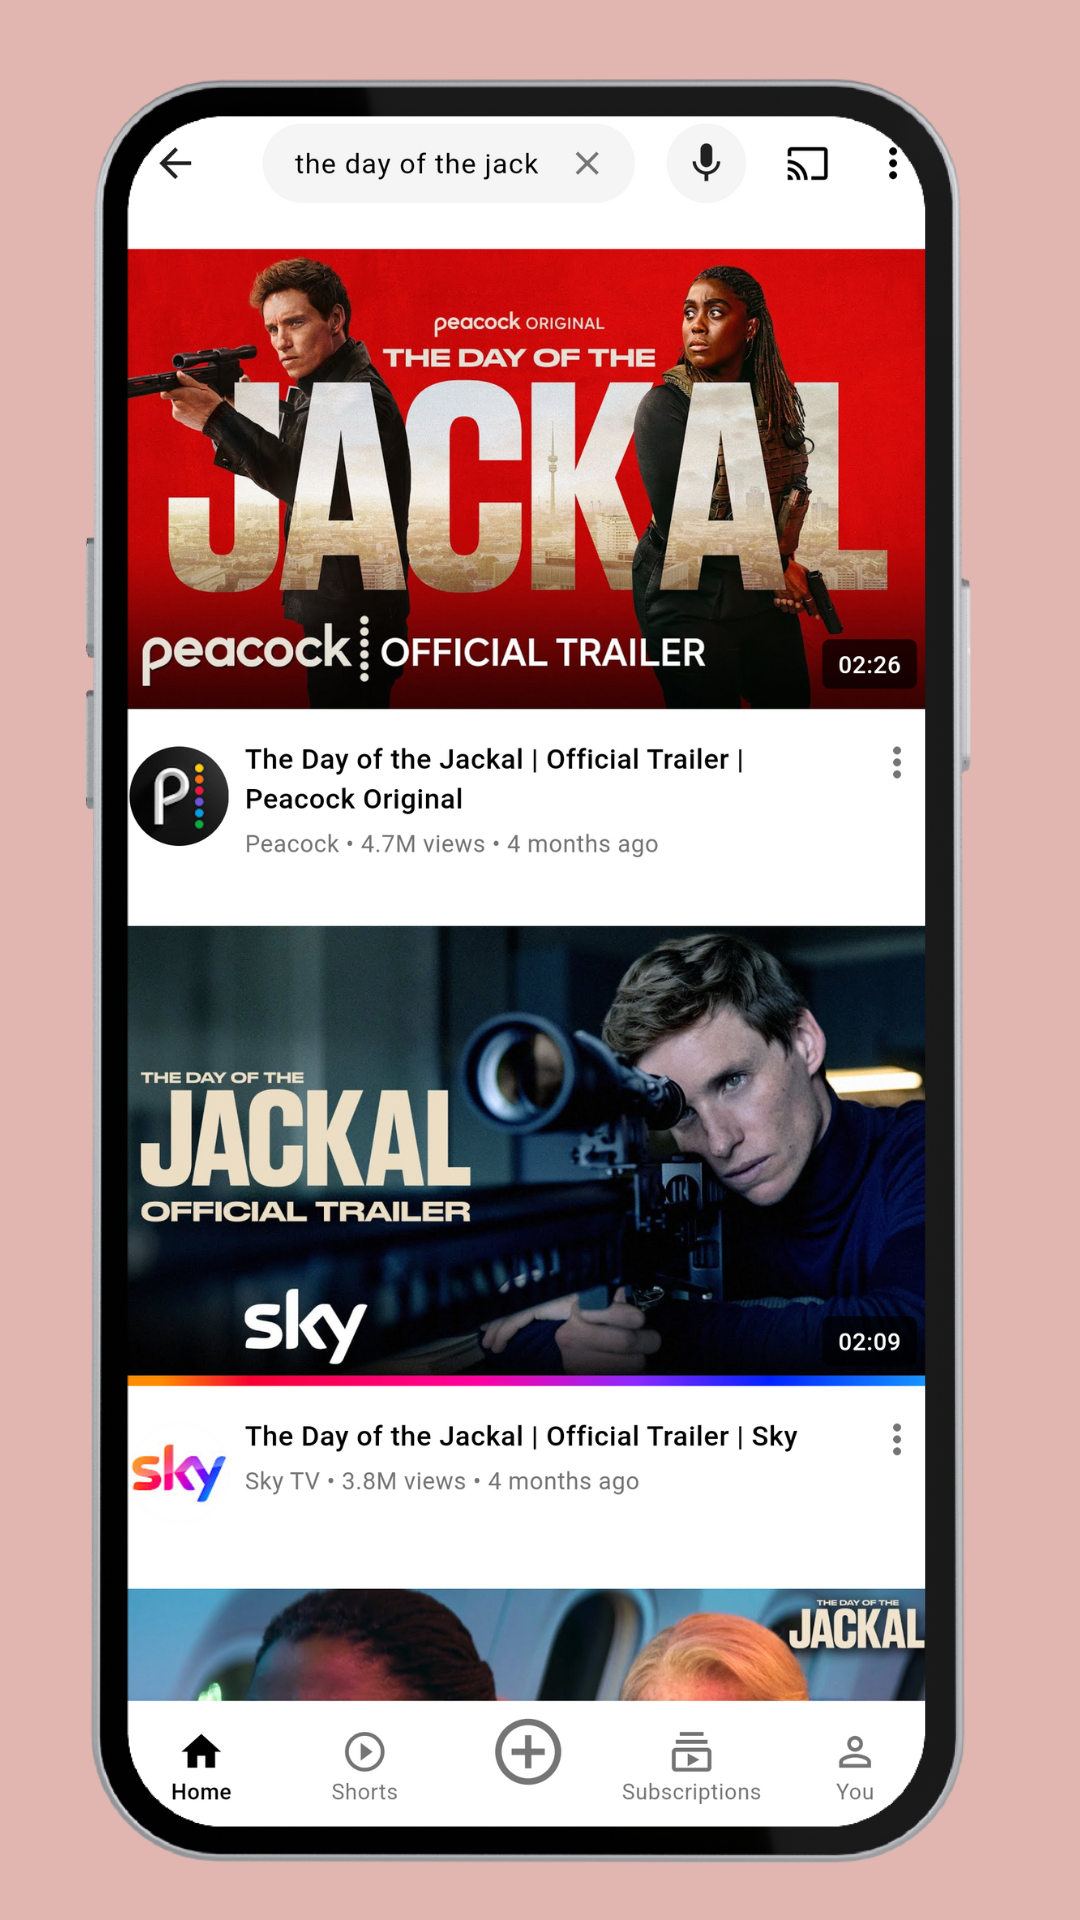 the day of the jack
peacock ORIGINAL
THE DAY OF THE
JACKAL
peacock OFFICIAL TRAILER
02:26
The Day of the Jackal | Official Trailer |
Peacock Original
Peacock • 4.7M views • 4 months ago
THE DAY OF THE
JACKAL
OFFICIAL TRAILER
sky
02:09
sky
The Day of the Jackal | Official Trailer | Sky
Sky TV • 3.8M views • 4 months ago
THE DAY OF THE
JACKAL
Home
Shorts
Subscriptions
You